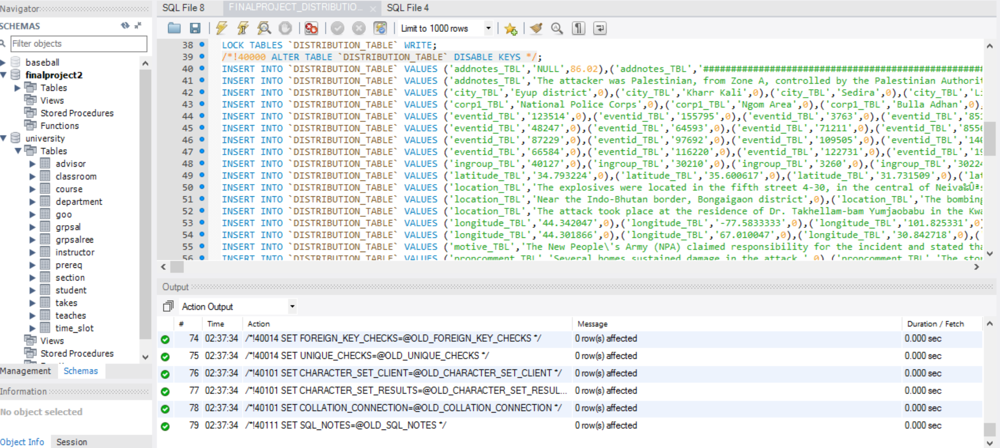 Navigator
SCHEMAS
Filter objects
baseball
finalproject2
Tables
Views
Stored Procedures
Functions
university
Tables
advisor
classroom
course
department
goo
grpsal
grpsalree
instructor
prereq
section
student
takes
teaches
time_slot
Views
Stored Procedures
Management Schemas
Information
No object selected
Object Info Session
SQL File 8 FINALPROJECT_DISTRIBUTIO... SQL File 4
Limit to 1000 rows
38 LOCK TABLES `DISTRIBUTION_TABLE` WRITE;
39 /*!40000 ALTER TABLE `DISTRIBUTION_TABLE` DISABLE KEYS */;
40 INSERT INTO `DISTRIBUTION_TABLE` VALUES ('addnotes_TBL','NULL',86.02),('addnotes_TBL','###################################################
41 INSERT INTO `DISTRIBUTION_TABLE` VALUES ('addnotes_TBL','The attacker was Palestinian, from Zone A, controlled by the Palestinian Authorit
42 INSERT INTO `DISTRIBUTION_TABLE` VALUES ('city_TBL','Eyup district',0),('city_TBL','Kharr Kali',0),('city_TBL','Sedira',0),('city_TBL','Li
43 INSERT INTO `DISTRIBUTION_TABLE` VALUES ('corp1_TBL','National Police Corps',0),('corp1_TBL','Ngom Area',0),('corp1_TBL','Bulla Adhan',0),
44 INSERT INTO `DISTRIBUTION_TABLE` VALUES ('eventid_TBL','123514',0),('eventid_TBL','155795',0),('eventid_TBL','3763',0),('eventid_TBL','851
45 INSERT INTO `DISTRIBUTION_TABLE` VALUES ('eventid_TBL','48247',0),('eventid_TBL','64593',0),('eventid_TBL','71211',0),('eventid_TBL','8556
46 INSERT INTO `DISTRIBUTION_TABLE` VALUES ('eventid_TBL','87229',0),('eventid_TBL','97692',0),('eventid_TBL','109505',0),('eventid_TBL','140
47 INSERT INTO `DISTRIBUTION_TABLE` VALUES ('eventid_TBL','66584',0),('eventid_TBL','116220',0),('eventid_TBL','122731',0),('eventid_TBL','19
48 INSERT INTO `DISTRIBUTION_TABLE` VALUES ('ingroup_TBL','40127',0),('ingroup_TBL','30210',0),('ingroup_TBL','3260',0),('ingroup_TBL','30224
49 INSERT INTO `DISTRIBUTION_TABLE` VALUES ('latitude_TBL','34.793224',0),('latitude_TBL','35.600617',0),('latitude_TBL','31.731509',0),('lat
50 INSERT INTO `DISTRIBUTION_TABLE` VALUES ('location_TBL','The explosives were located in the fifth street 4-30, in the central of
51 INSERT INTO `DISTRIBUTION_TABLE` VALUES ('location_TBL','Near the Indo-Bhutan border, Bongaigaon district',0),('location_TBL','The bombing
52 INSERT INTO `DISTRIBUTION_TABLE` VALUES ('location_TBL','The attack took place at the residence of Dr. Takhellam-bam Yumjaobabu in the Kwa
53 INSERT INTO `DISTRIBUTION_TABLE` VALUES ('longitude_TBL','44.342047',0),('longitude_TBL','-77.5833333',0),('longitude_TBL','101.825331',0)
54 INSERT INTO `DISTRIBUTION_TABLE` VALUES ('longitude_TBL','44.301866',0),('longitude_TBL','67.010047',0),('longitude_TBL','30.842718',0),(
55 INSERT INTO `DISTRIBUTION_TABLE` VALUES ('motive_TBL','The New People\'s Army (NPA) claimed responsibility for the incident and stated tha
56 INSERT INTO `DISTRIBUTION_TABLE` VALUES ('propcomment_TBL','Several homes sustained damage in the attack.',0),('propcomment_TBL','The stor
Output
Action Output
# Time Action Message Duration / Fetch
74 02:37:34 /*!40014 SET FOREIGN_KEY_CHECKS=@OLD_FOREIGN_KEY_CHECKS */ 0 row(s) affected 0.000 sec
75 02:37:34 /*!40014 SET UNIQUE_CHECKS=@OLD_UNIQUE_CHECKS */ 0 row(s) affected 0.000 sec
76 02:37:34 /*!40101 SET CHARACTER_SET_CLIENT=@OLD_CHARACTER_SET_CLIENT */ 0 row(s) affected 0.000 sec
77 02:37:34 /*!40101 SET CHARACTER_SET_RESULTS=@OLD_CHARACTER_SET_RESUL... 0 row(s) affected 0.000 sec
78 02:37:34 /*!40101 SET COLLATION_CONNECTION=@OLD_COLLATION_CONNECTION */ 0 row(s) affected 0.000 sec
79 02:37:34 /*!40111 SET SQL_NOTES=@OLD_SQL_NOTES */ 0 row(s) affected 0.000 sec